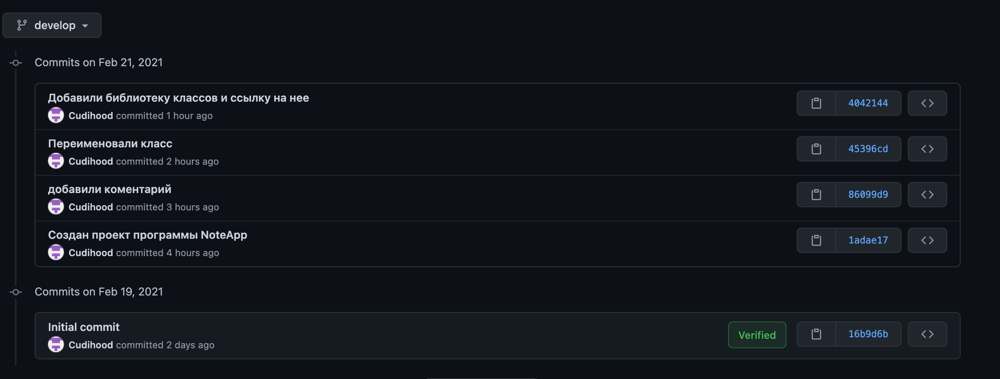 develop
Commits on Feb 21, 2021
Добавили библиотеку классов и ссылку на нее
4042144
Cudihood committed 1 hour ago
Переименовали класс
45396cd
Cudihood committed 2 hours ago
добавили коментарий
86099d9
Cudihood committed 3 hours ago
Создан проект программы NoteApp
1adae17
Cudihood committed 4 hours ago
Commits on Feb 19, 2021
Initial commit
Verified
16b9d6b
Cudihood committed 2 days ago